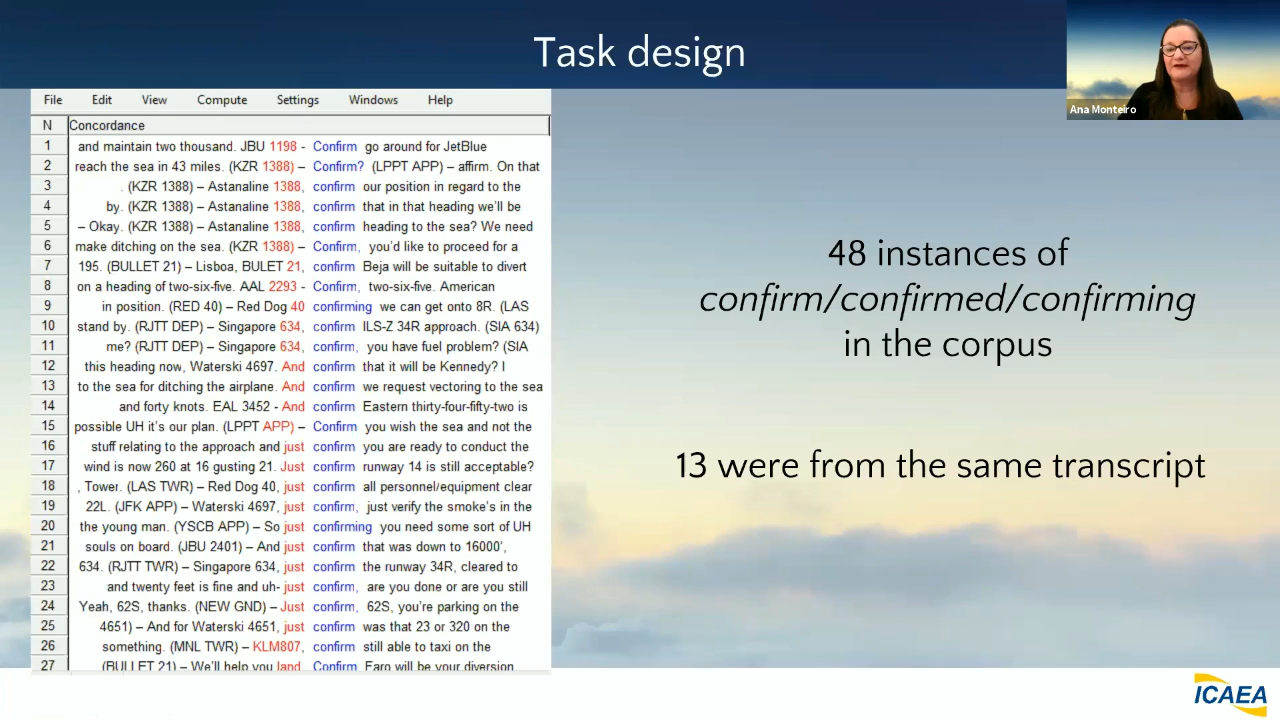 Task design
Ana Monteiro
File Edit View Compute Settings Windows Help
N Concordance
1 and maintain two thousand. JBU 1198 - Confirm go around for JetBlue
2 reach the sea in 43 miles. (KZR 1388) – Confirm? (LPPT APP) – affirm. On that
3 . (KZR 1388) – Astanaline 1388, confirm our position in regard to the
4 by. (KZR 1388) – Astanaline 1388, confirm that in that heading we'll be
5 – Okay. (KZR 1388) – Astanaline 1388, confirm heading to the sea? We need
6 make ditching on the sea. (KZR 1388) – Confirm, you'd like to proceed for a
7 195. (BULLET 21) – Lisboa, BULET 21, confirm Beja will be suitable to divert
8 on a heading of two-six-five. AAL 2293 - Confirm, two-six-five. American
9 in position. (RED 40) – Red Dog 40 confirming we can get onto 8R. (LAS
10 stand by. (RJTT DEP) – Singapore 634, confirm ILS-Z 34R approach. (SIA 634)
11 me? (RJTT DEP) – Singapore 634, confirm, you have fuel problem? (SIA
12 this heading now, Waterski 4697. And confirm that it will be Kennedy? I
13 to the sea for ditching the airplane. And confirm we request vectoring to the sea
14 and forty knots. EAL 3452 - And confirm Eastern thirty-four-fifty-two is
15 possible UH it's our plan. (LPPT APP) – Confirm you wish the sea and not the
16 stuff relating to the approach and just confirm you are ready to conduct the
17 wind is now 260 at 16 gusting 21. Just confirm runway 14 is still acceptable?
18 , Tower. (LAS TWR) – Red Dog 40, just confirm all personnel/equipment clear
19 22L. (JFK APP) – Waterski 4697, just confirm, just verify the smoke's in the
20 the young man. (YSCB APP) – So just confirming you need some sort of UH
21 souls on board. (JBU 2401) – And just confirm that was down to 16000',
22 634. (RJTT TWR) – Singapore 634, just confirm the runway 34R, cleared to
23 and twenty feet is fine and uh- just confirm, are you done or are you still
24 Yeah, 62S, thanks. (NEW GND) – Just confirm, 62S, you're parking on the
25 4651) – And for Waterski 4651, just confirm was that 23 or 320 on the
26 something. (MNL TWR) – KLM807, confirm still able to taxi on the
27 (BULLET 21) – We'll help you land. Confirm Faro will be your diversion
48 instances of
confirm/confirmed/confirming
in the corpus
13 were from the same transcript
ICAEA